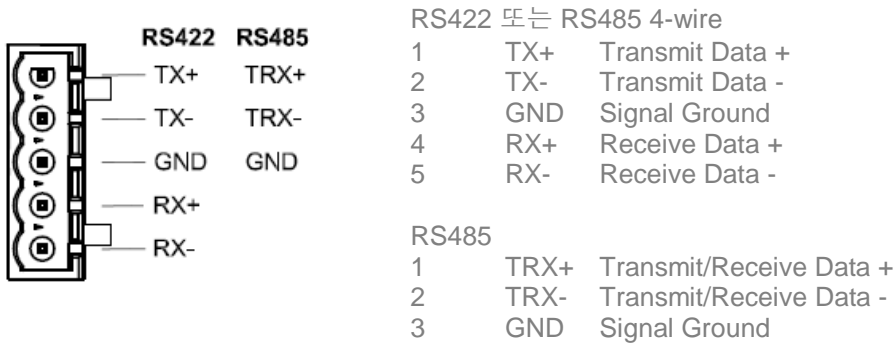 RS422 RS485
TX+ TRX+
TX- TRX-
GND GND
RX+
RX-
RS422 또는 RS485 4-wire
1 TX+ Transmit Data +
2 TX- Transmit Data -
3 GND Signal Ground
4 RX+ Receive Data +
5 RX- Receive Data -
RS485
1 TRX+ Transmit/Receive Data +
2 TRX- Transmit/Receive Data -
3 GND Signal Ground